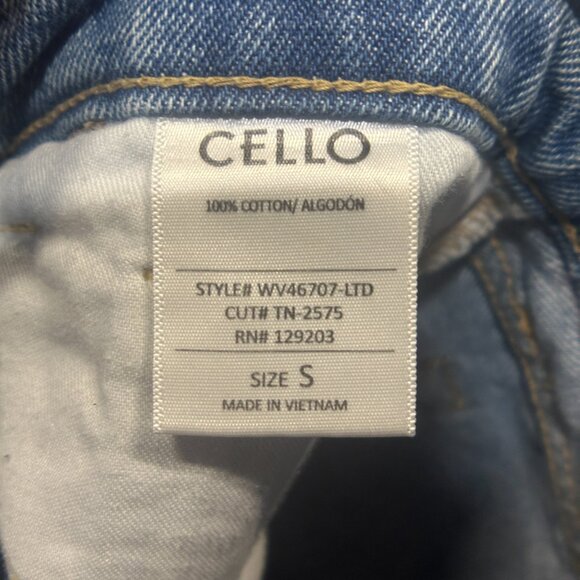 CELLO
100% COTTON/ ALGODÓN
STYLE# WV46707-LTD
CUT# TN-2575
RN# 129203
SIZE S
MADE IN VIETNAM